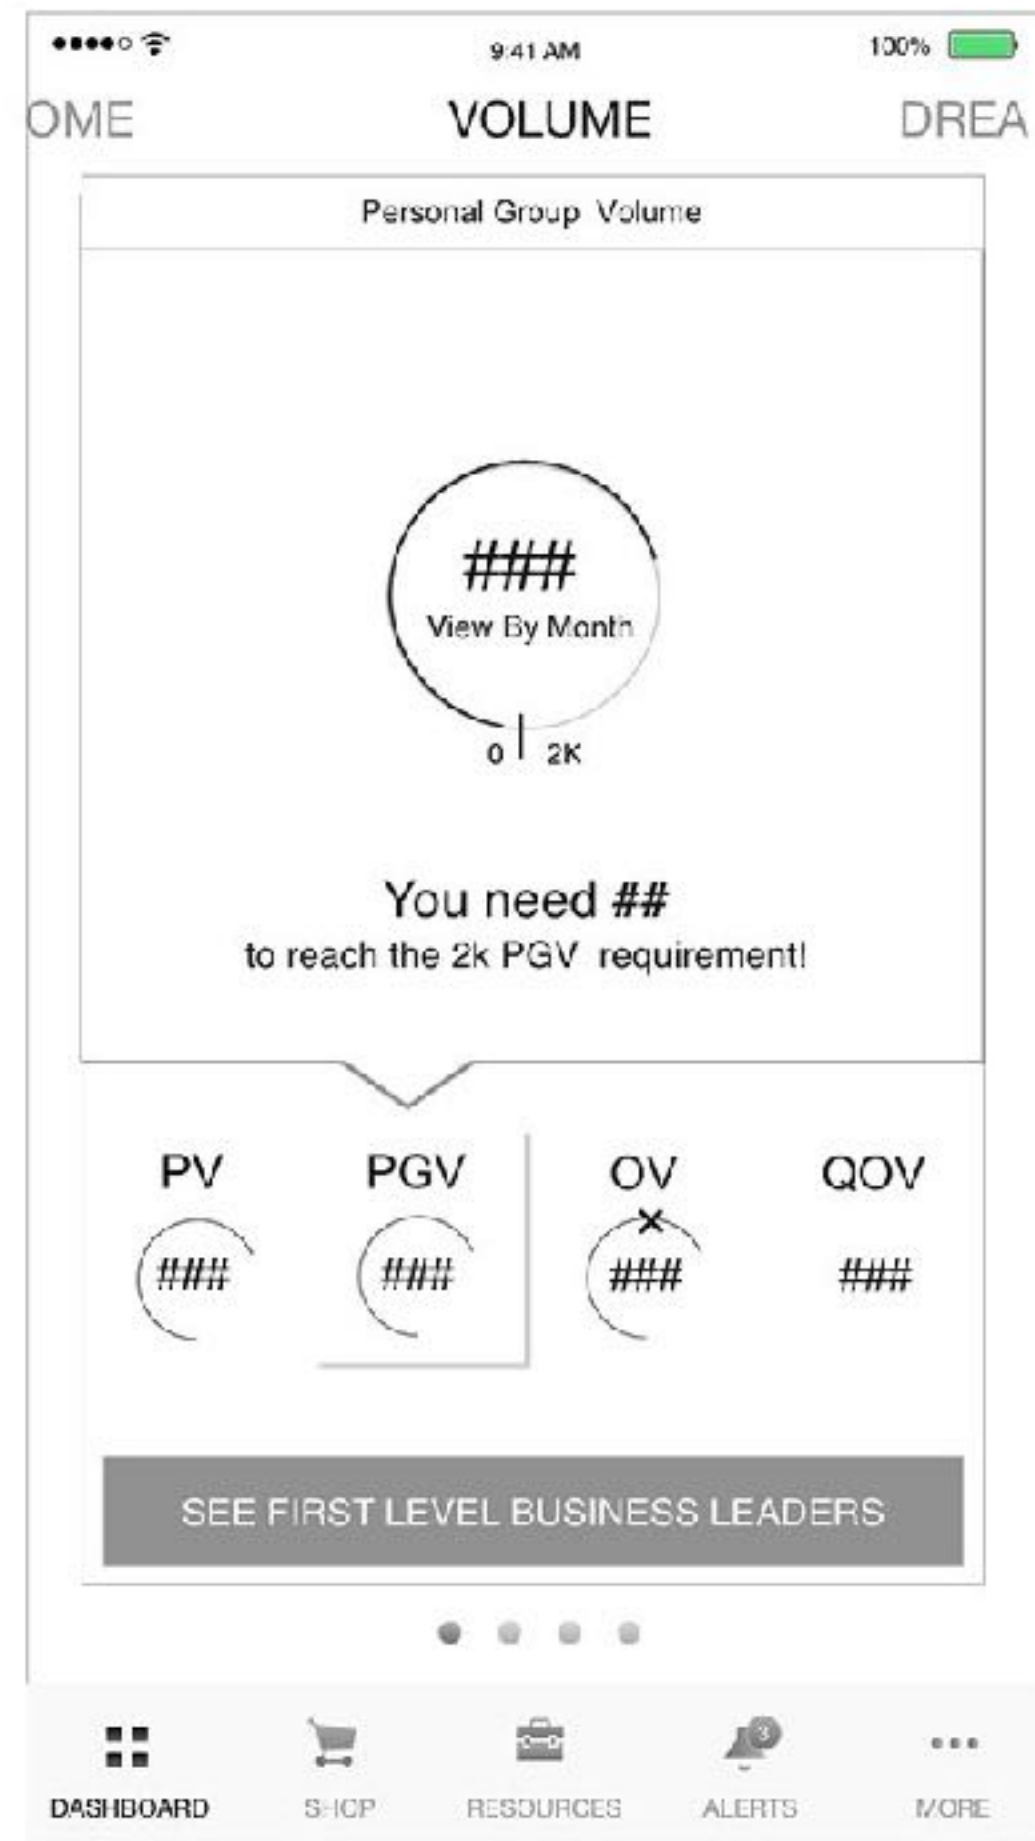 9:41 AM 100%
OME VOLUME DREA
Personal Group Volume
###
View By Month
0 2K
You need ##
to reach the 2k PGV requirement!
PV PGV OV QOV
### ### ### ###
SEE FIRST LEVEL BUSINESS LEADERS
3
DASHBOARD SHOP RESOURCES ALERTS MORE